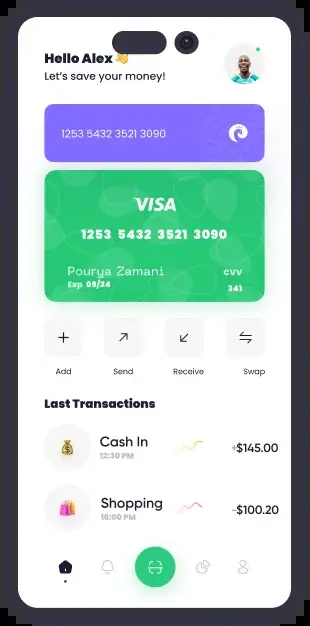 Hello Alex 👋
Let's save your money!
1253 5432 3521 3090
VISA
1253 5432 3521 3090
Pourya Zamani
CVV
Exp 09/24
341
Add Send Receive Swap
Last Transactions
Cash In
12:30 PM
+$145.00
Shopping
15:00 PM
-$100.20